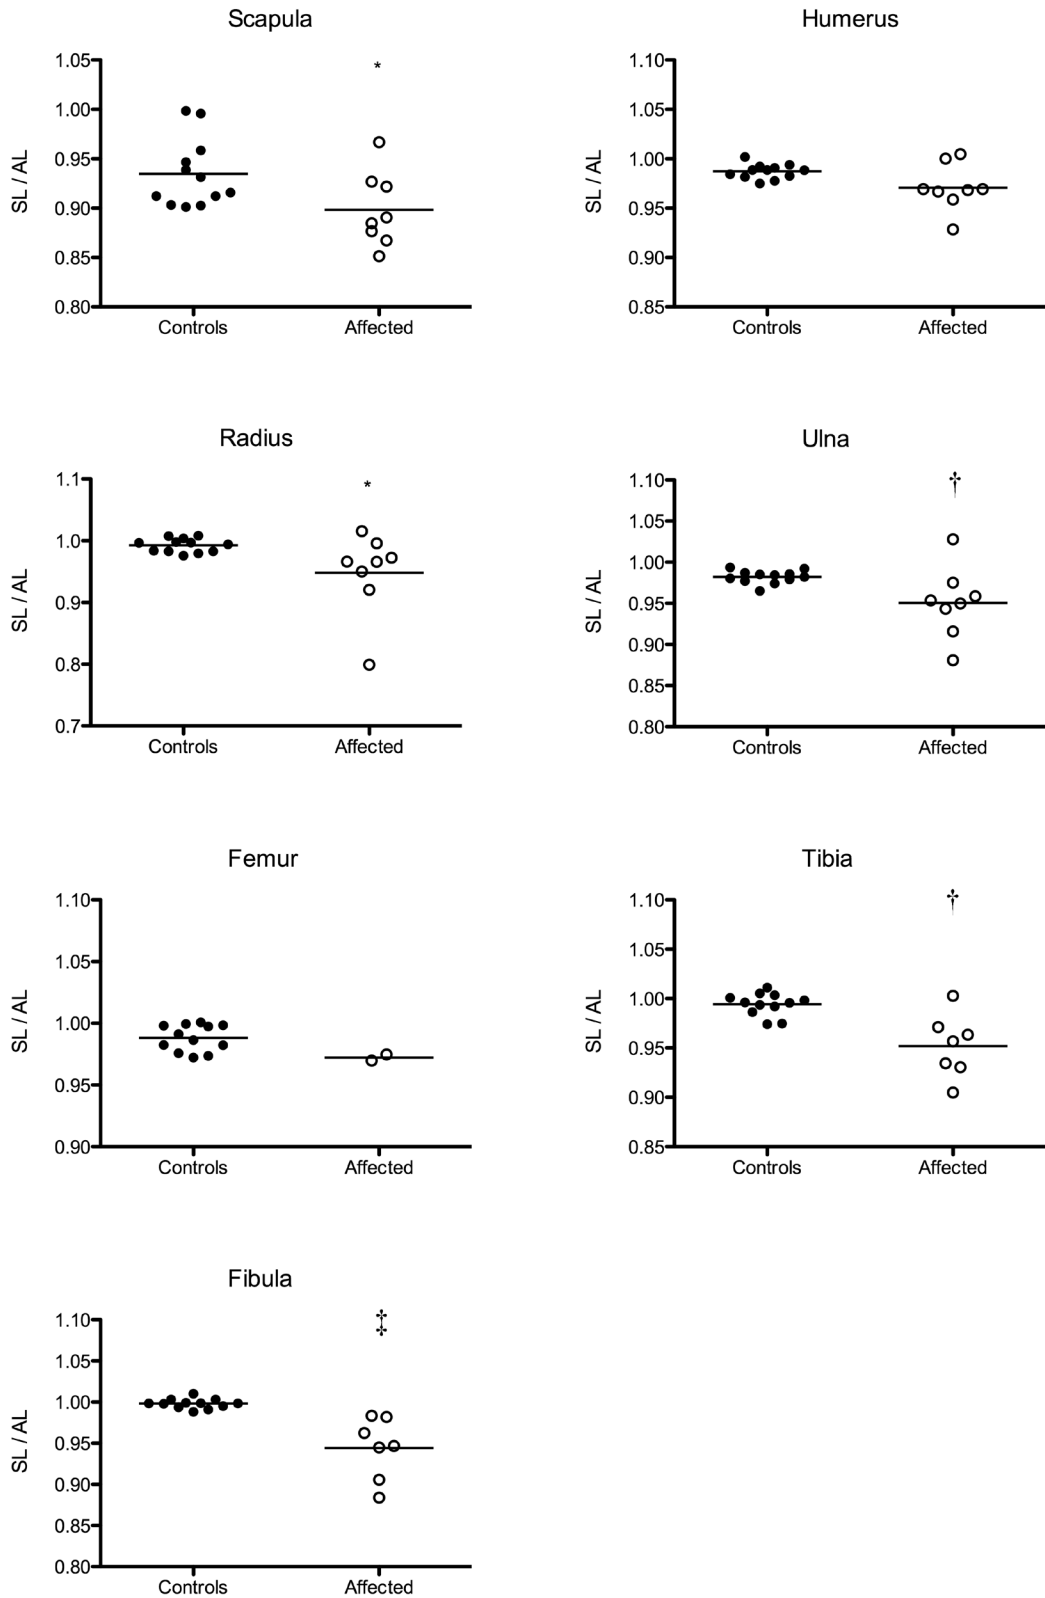 Scapula
*
SL / AL
1.05
1.00
0.95
0.90
0.85
0.80
Controls Affected
Humerus
SL / AL
1.10
1.05
1.00
0.95
0.90
0.85
Controls Affected
Radius
*
SL / AL
1.1
1.0
0.9
0.8
0.7
Controls Affected
Ulna
†
SL / AL
1.10
1.05
1.00
0.95
0.90
0.85
0.80
Controls Affected
Femur
SL / AL
1.10
1.05
1.00
0.95
0.90
Controls Affected
Tibia
†
SL / AL
1.10
1.05
1.00
0.95
0.90
0.85
Controls Affected
Fibula
‡
SL / AL
1.10
1.05
1.00
0.95
0.90
0.85
0.80
Controls Affected